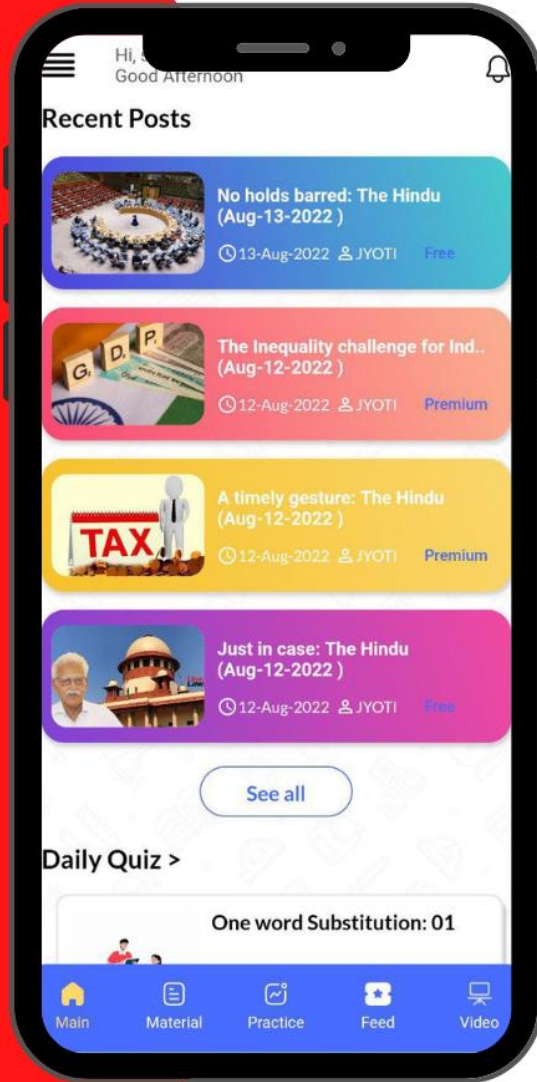 Hi,
Good Afternoon
Recent Posts
No holds barred: The Hindu
(Aug-13-2022 )
13-Aug-2022 JYOTI Free
GDP
The Inequality challenge for Ind..
(Aug-12-2022 )
12-Aug-2022 JYOTI Premium
TAX
A timely gesture: The Hindu
(Aug-12-2022 )
12-Aug-2022 JYOTI Premium
Just in case: The Hindu
(Aug-12-2022 )
12-Aug-2022 JYOTI Free
See all
Daily Quiz >
One word Substitution: 01
Main Material Practice Feed Video